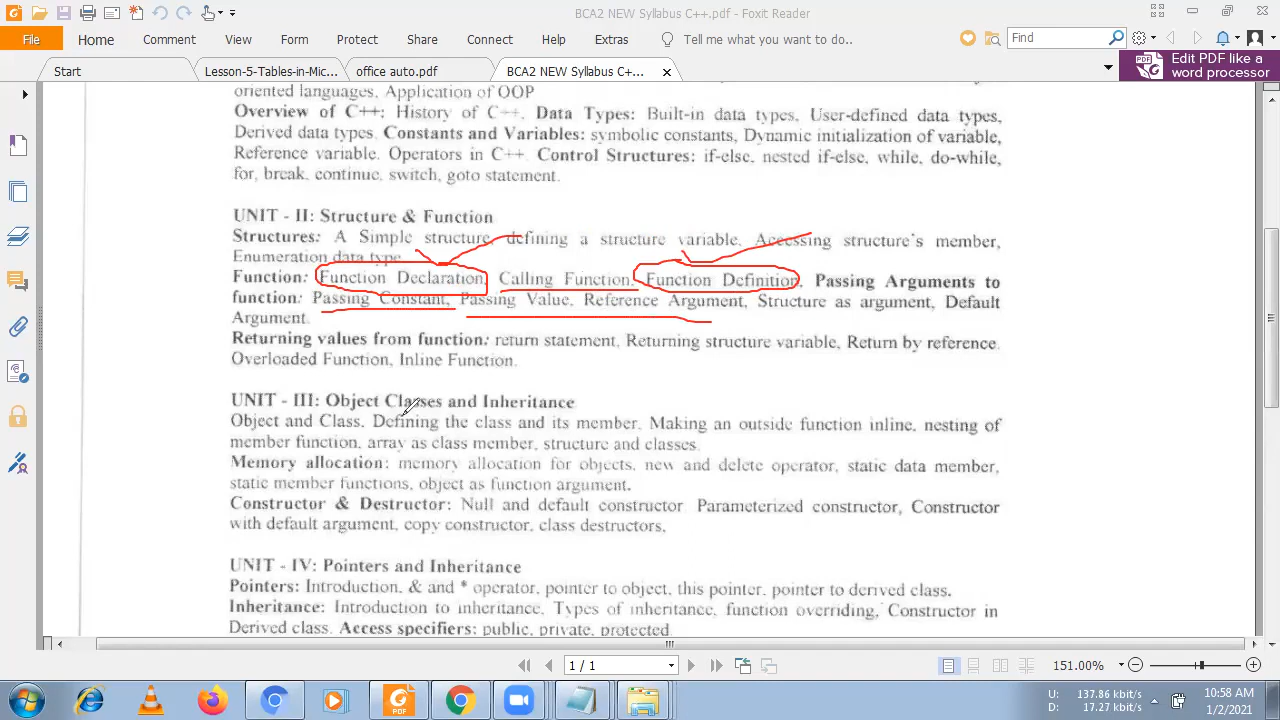 BCA2 NEW Syllabus C++.pdf - Foxit Reader
File Home Comment View Form Protect Share Connect Help Extras Tell me what you want to do.. Find
Start Lesson-5-Tables-in-Mic... office auto.pdf BCA2 NEW Syllabus C+... Edit PDF like a
word processor
oriented languages, Application of OOP
Overview of C++: History of C++, Data Types: Built-in data types, User-defined data types,
Derived data types. Constants and Variables: symbolic constants, Dynamic initialization of variable,
Reference variable. Operators in C++ Control Structures: if-else, nested if-else, while, do-while,
for, break, continue, switch, goto statement.
UNIT - II: Structure & Function
Structures: A Simple structure, defining a structure variable, Accessing structure's member,
Enumeration data type.
Function: Function Declaration, Calling Function, Function Definition, Passing Arguments to
function: Passing Constant, Passing Value, Reference Argument, Structure as argument, Default
Argument.
Returning values from function: return statement, Returning structure variable, Return by reference.
Overloaded Function, Inline Function.
UNIT - III: Object Classes and Inheritance
Object and Class, Defining the class and its member, Making an outside function inline, nesting of
member function, array as class member, structure and classes.
Memory allocation: memory allocation for objects, new and delete operator, static data member,
static member functions, object as function argument.
Constructor & Destructor: Null and default constructor Parameterized constructor, Constructor
with default argument, copy constructor, class destructors,
UNIT - IV: Pointers and Inheritance
Pointers: Introduction, & and * operator, pointer to object, this pointer, pointer to derived class.
Inheritance: Introduction to inheritance, Types of inheritance, function overriding, Constructor in
Derived class. Access specifiers: public, private, protected
1 / 1 151.00%
PDF U: 137.86 kbit/s 10:58 AM
D: 17.27 kbit/s 1/2/2021